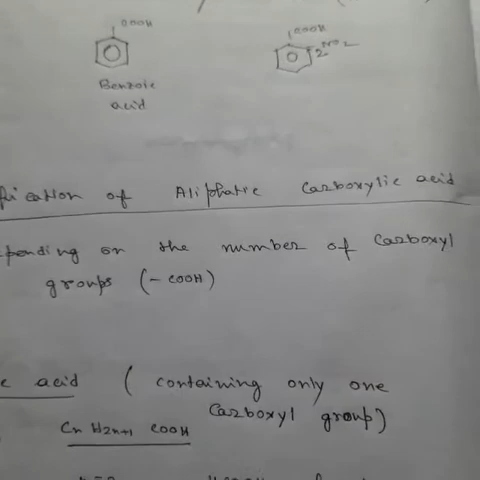 COOH
COOH
2 NO2
Benzoic
acid
fication of Aliphatic Carboxylic acid
pending on the number of Carboxyl
groups (-COOH)
c acid (containing only one
Carboxyl group)
CnH2n+1 COOH